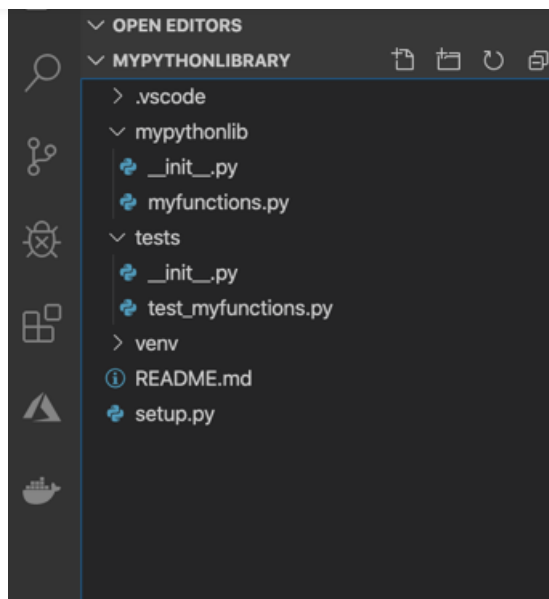 OPEN EDITORS
MYPYTHONLIBRARY
.vscode
mypythonlib
__init__.py
myfunctions.py
tests
__init__.py
test_myfunctions.py
venv
README.md
setup.py